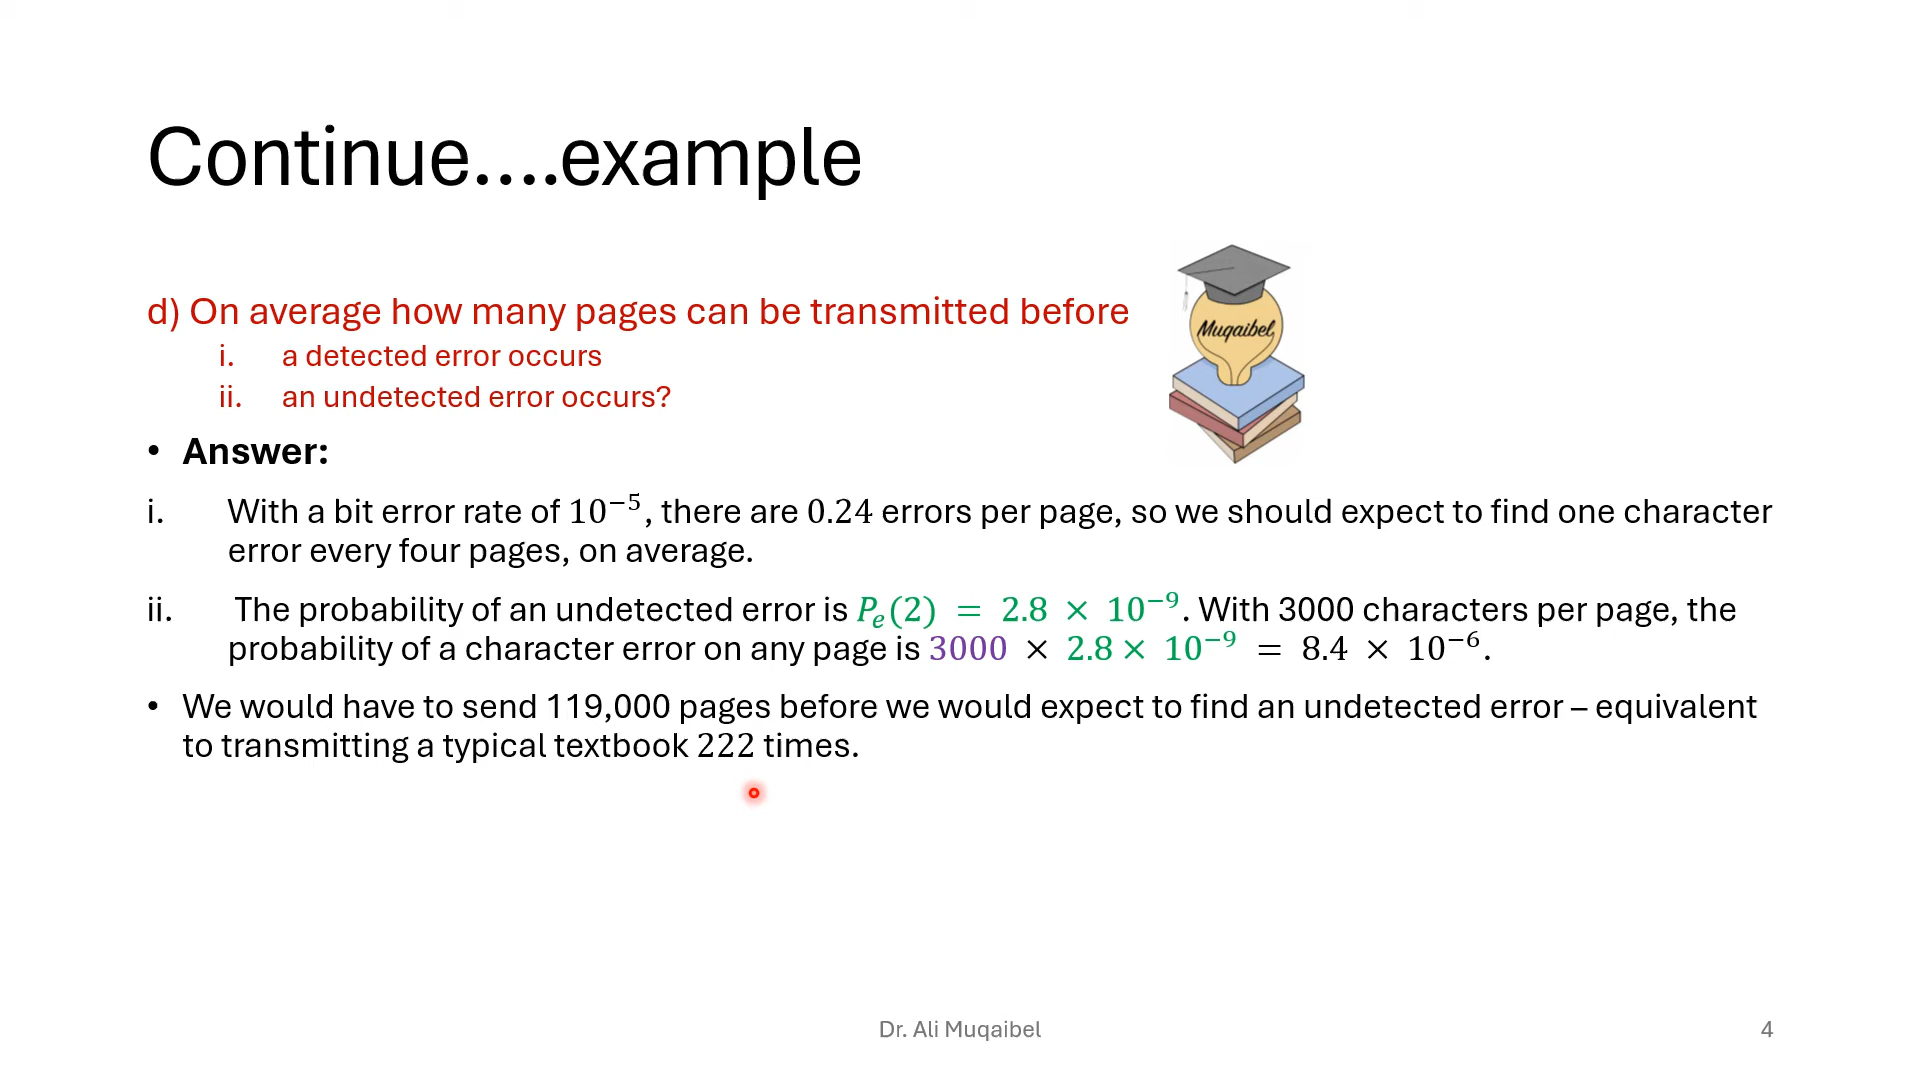 Continue....example
d) On average how many pages can be transmitted before
i. a detected error occurs
ii. an undetected error occurs?
Muqaibel
• Answer:
i. With a bit error rate of 10⁻⁵, there are 0.24 errors per page, so we should expect to find one character
error every four pages, on average.
ii. The probability of an undetected error is Pₑ(2) = 2.8 × 10⁻⁹. With 3000 characters per page, the
probability of a character error on any page is 3000 × 2.8 × 10⁻⁹ = 8.4 × 10⁻⁶.
• We would have to send 119,000 pages before we would expect to find an undetected error – equivalent
to transmitting a typical textbook 222 times.
Dr. Ali Muqaibel
4